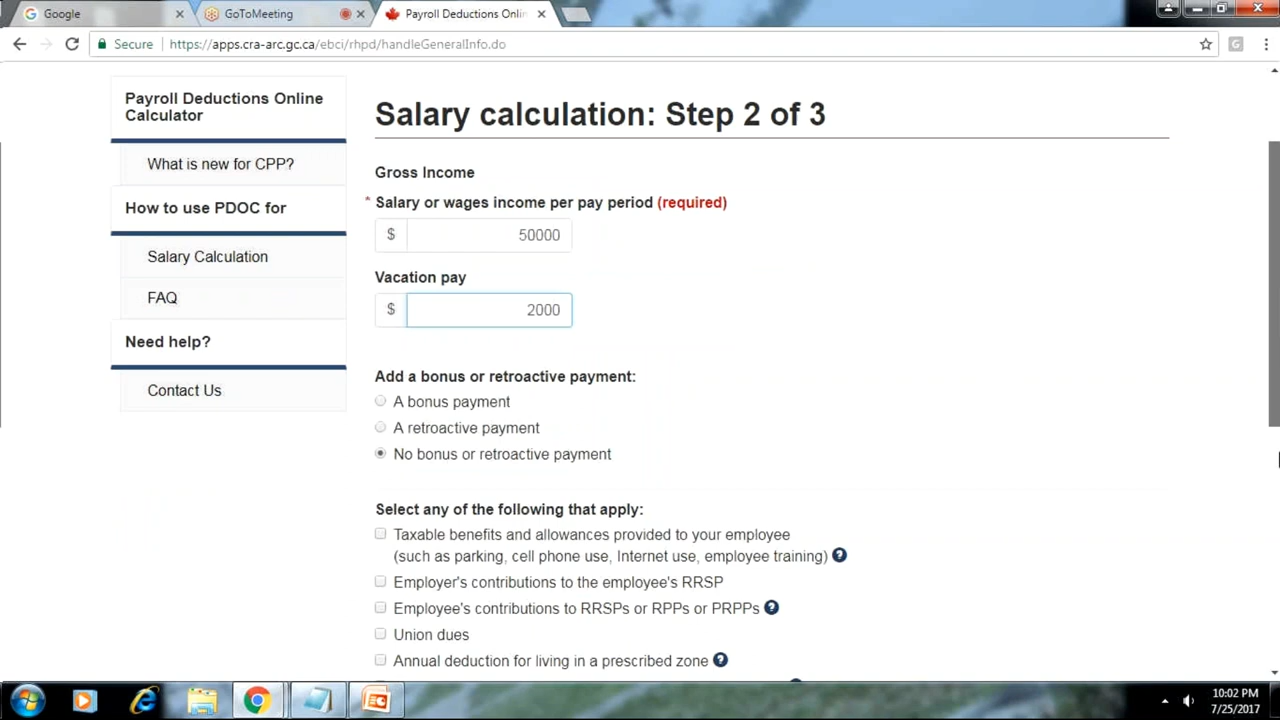 Google
GoToMeeting
Payroll Deductions Onlin
Secure
https://apps.cra-arc.gc.ca/ebci/rhpd/handleGeneralInfo.do
Payroll Deductions Online
Calculator
What is new for CPP?
How to use PDOC for
Salary Calculation
FAQ
Need help?
Contact Us
Salary calculation: Step 2 of 3
Gross Income
* Salary or wages income per pay period (required)
$ 50000
Vacation pay
$ 2000
Add a bonus or retroactive payment:
A bonus payment
A retroactive payment
No bonus or retroactive payment
Select any of the following that apply:
Taxable benefits and allowances provided to your employee
(such as parking, cell phone use, Internet use, employee training) ?
Employer's contributions to the employee's RRSP
Employee's contributions to RRSPs or RPPs or PRPPs ?
Union dues
Annual deduction for living in a prescribed zone ?
10:02 PM
7/25/2017